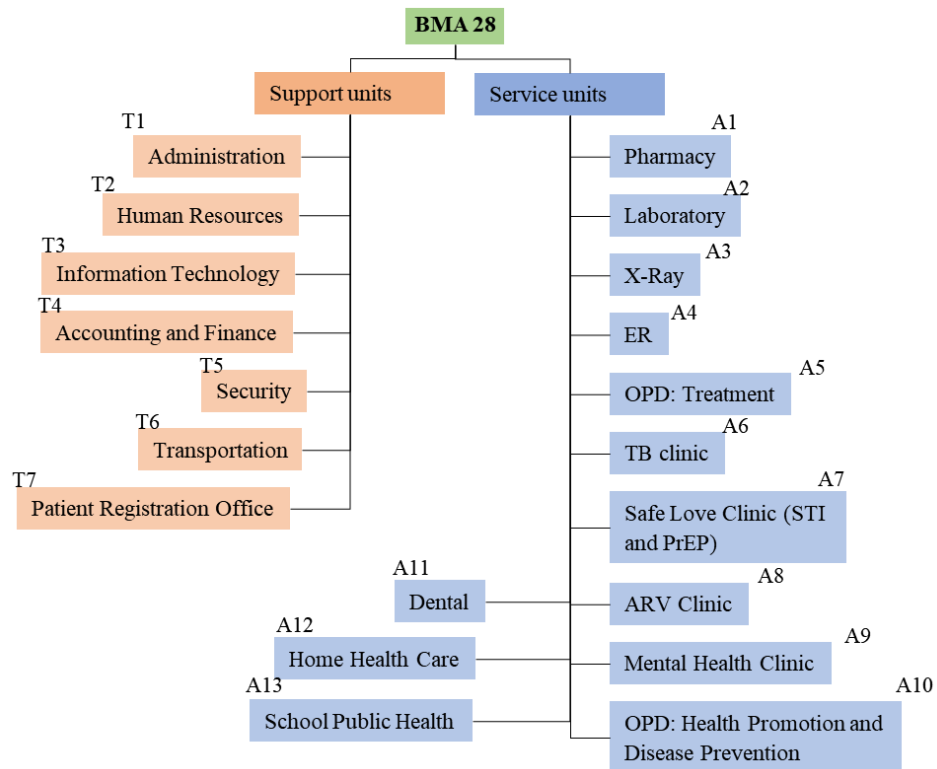 BMA 28
Support units
Service units
T1
Administration
T2
Human Resources
T3
Information Technology
T4
Accounting and Finance
T5
Security
T6
Transportation
T7
Patient Registration Office
A1
Pharmacy
A2
Laboratory
A3
X-Ray
A4
ER
A5
OPD: Treatment
A6
TB clinic
A7
Safe Love Clinic (STI
and PrEP)
A8
ARV Clinic
A9
Mental Health Clinic
A10
OPD: Health Promotion and
Disease Prevention
A11
Dental
A12
Home Health Care
A13
School Public Health